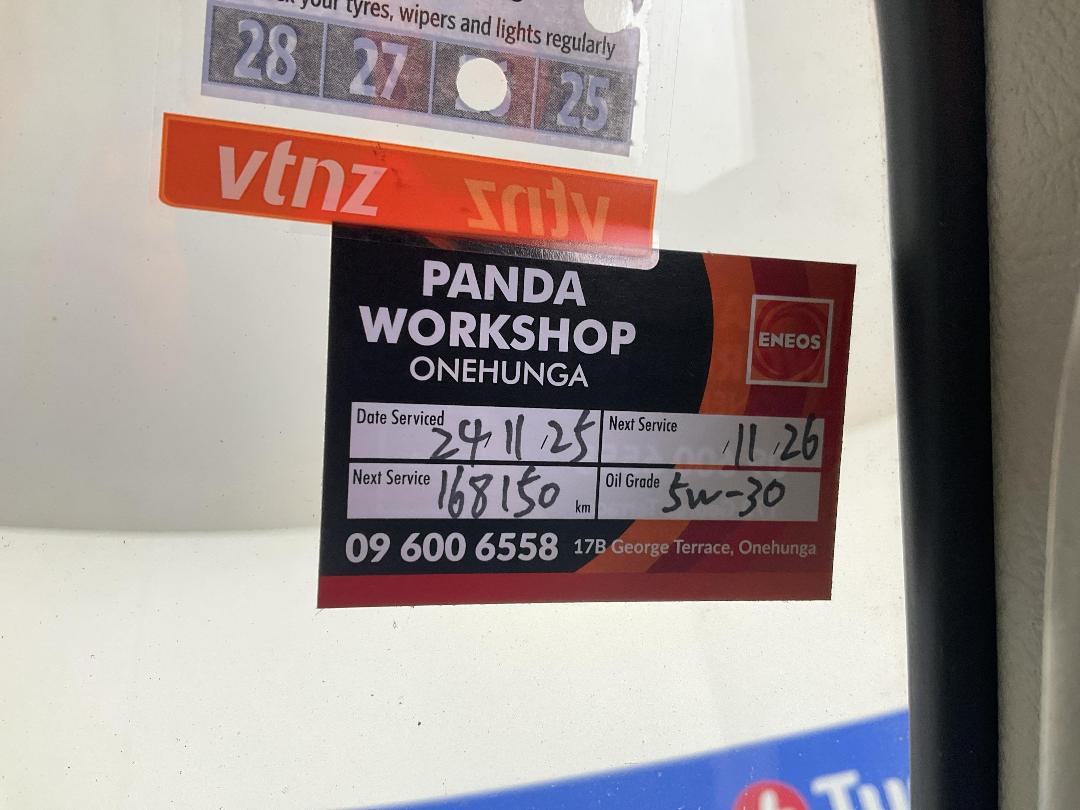 your tyres, wipers and lights regularly
28 27 25
vtnz vtnz
PANDA
WORKSHOP
ONEHUNGA
ENEOS
Date Serviced 24, 11, 25 Next Service , 11, 26
Next Service 168150 km Oil Grade 5w-30
09 600 6558 17B George Terrace, Onehunga